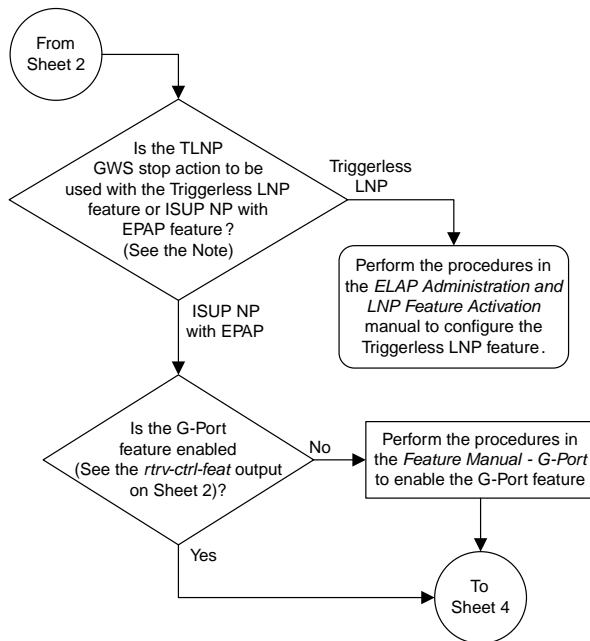 From
Sheet 2
Is the TLNP
GWS stop action to be
used with the Triggerless LNP
feature or ISUP NP with
EPAP feature?
(See the Note)
Triggerless
LNP
Perform the procedures in
the ELAP Administration and
LNP Feature Activation
manual to configure the
Triggerless LNP feature.
ISUP NP
with EPAP
Is the G-Port
feature enabled
(See the rtrv-ctrl-feat output
on Sheet 2)?
No
Perform the procedures in
the Feature Manual - G-Port
to enable the G-Port feature
Yes
To
Sheet 4